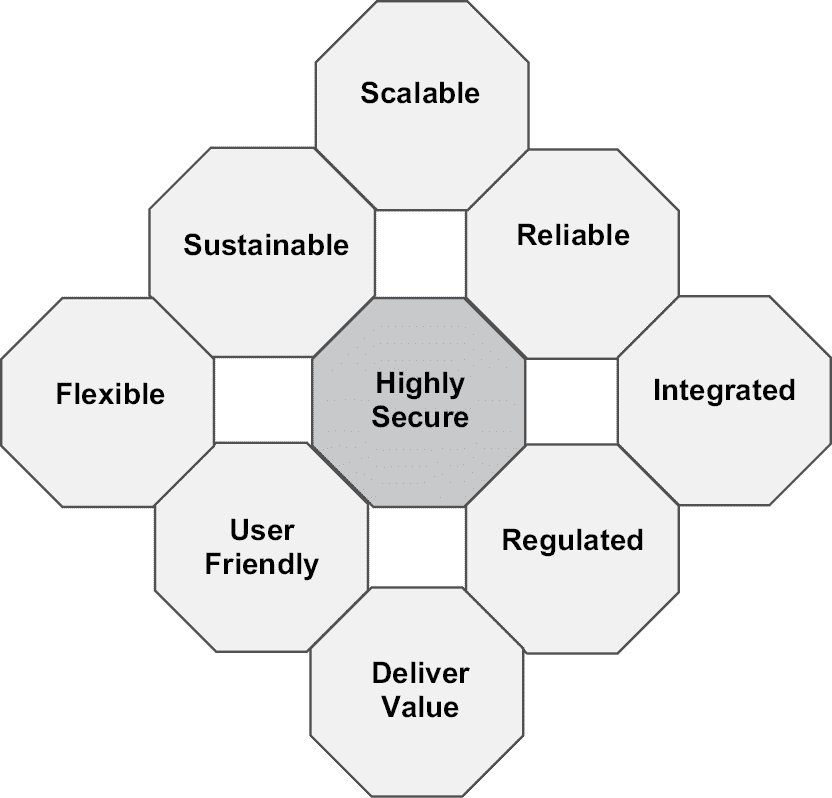 Scalable
Sustainable
Reliable
Flexible
Highly
Secure
Integrated
User
Friendly
Regulated
Deliver
Value